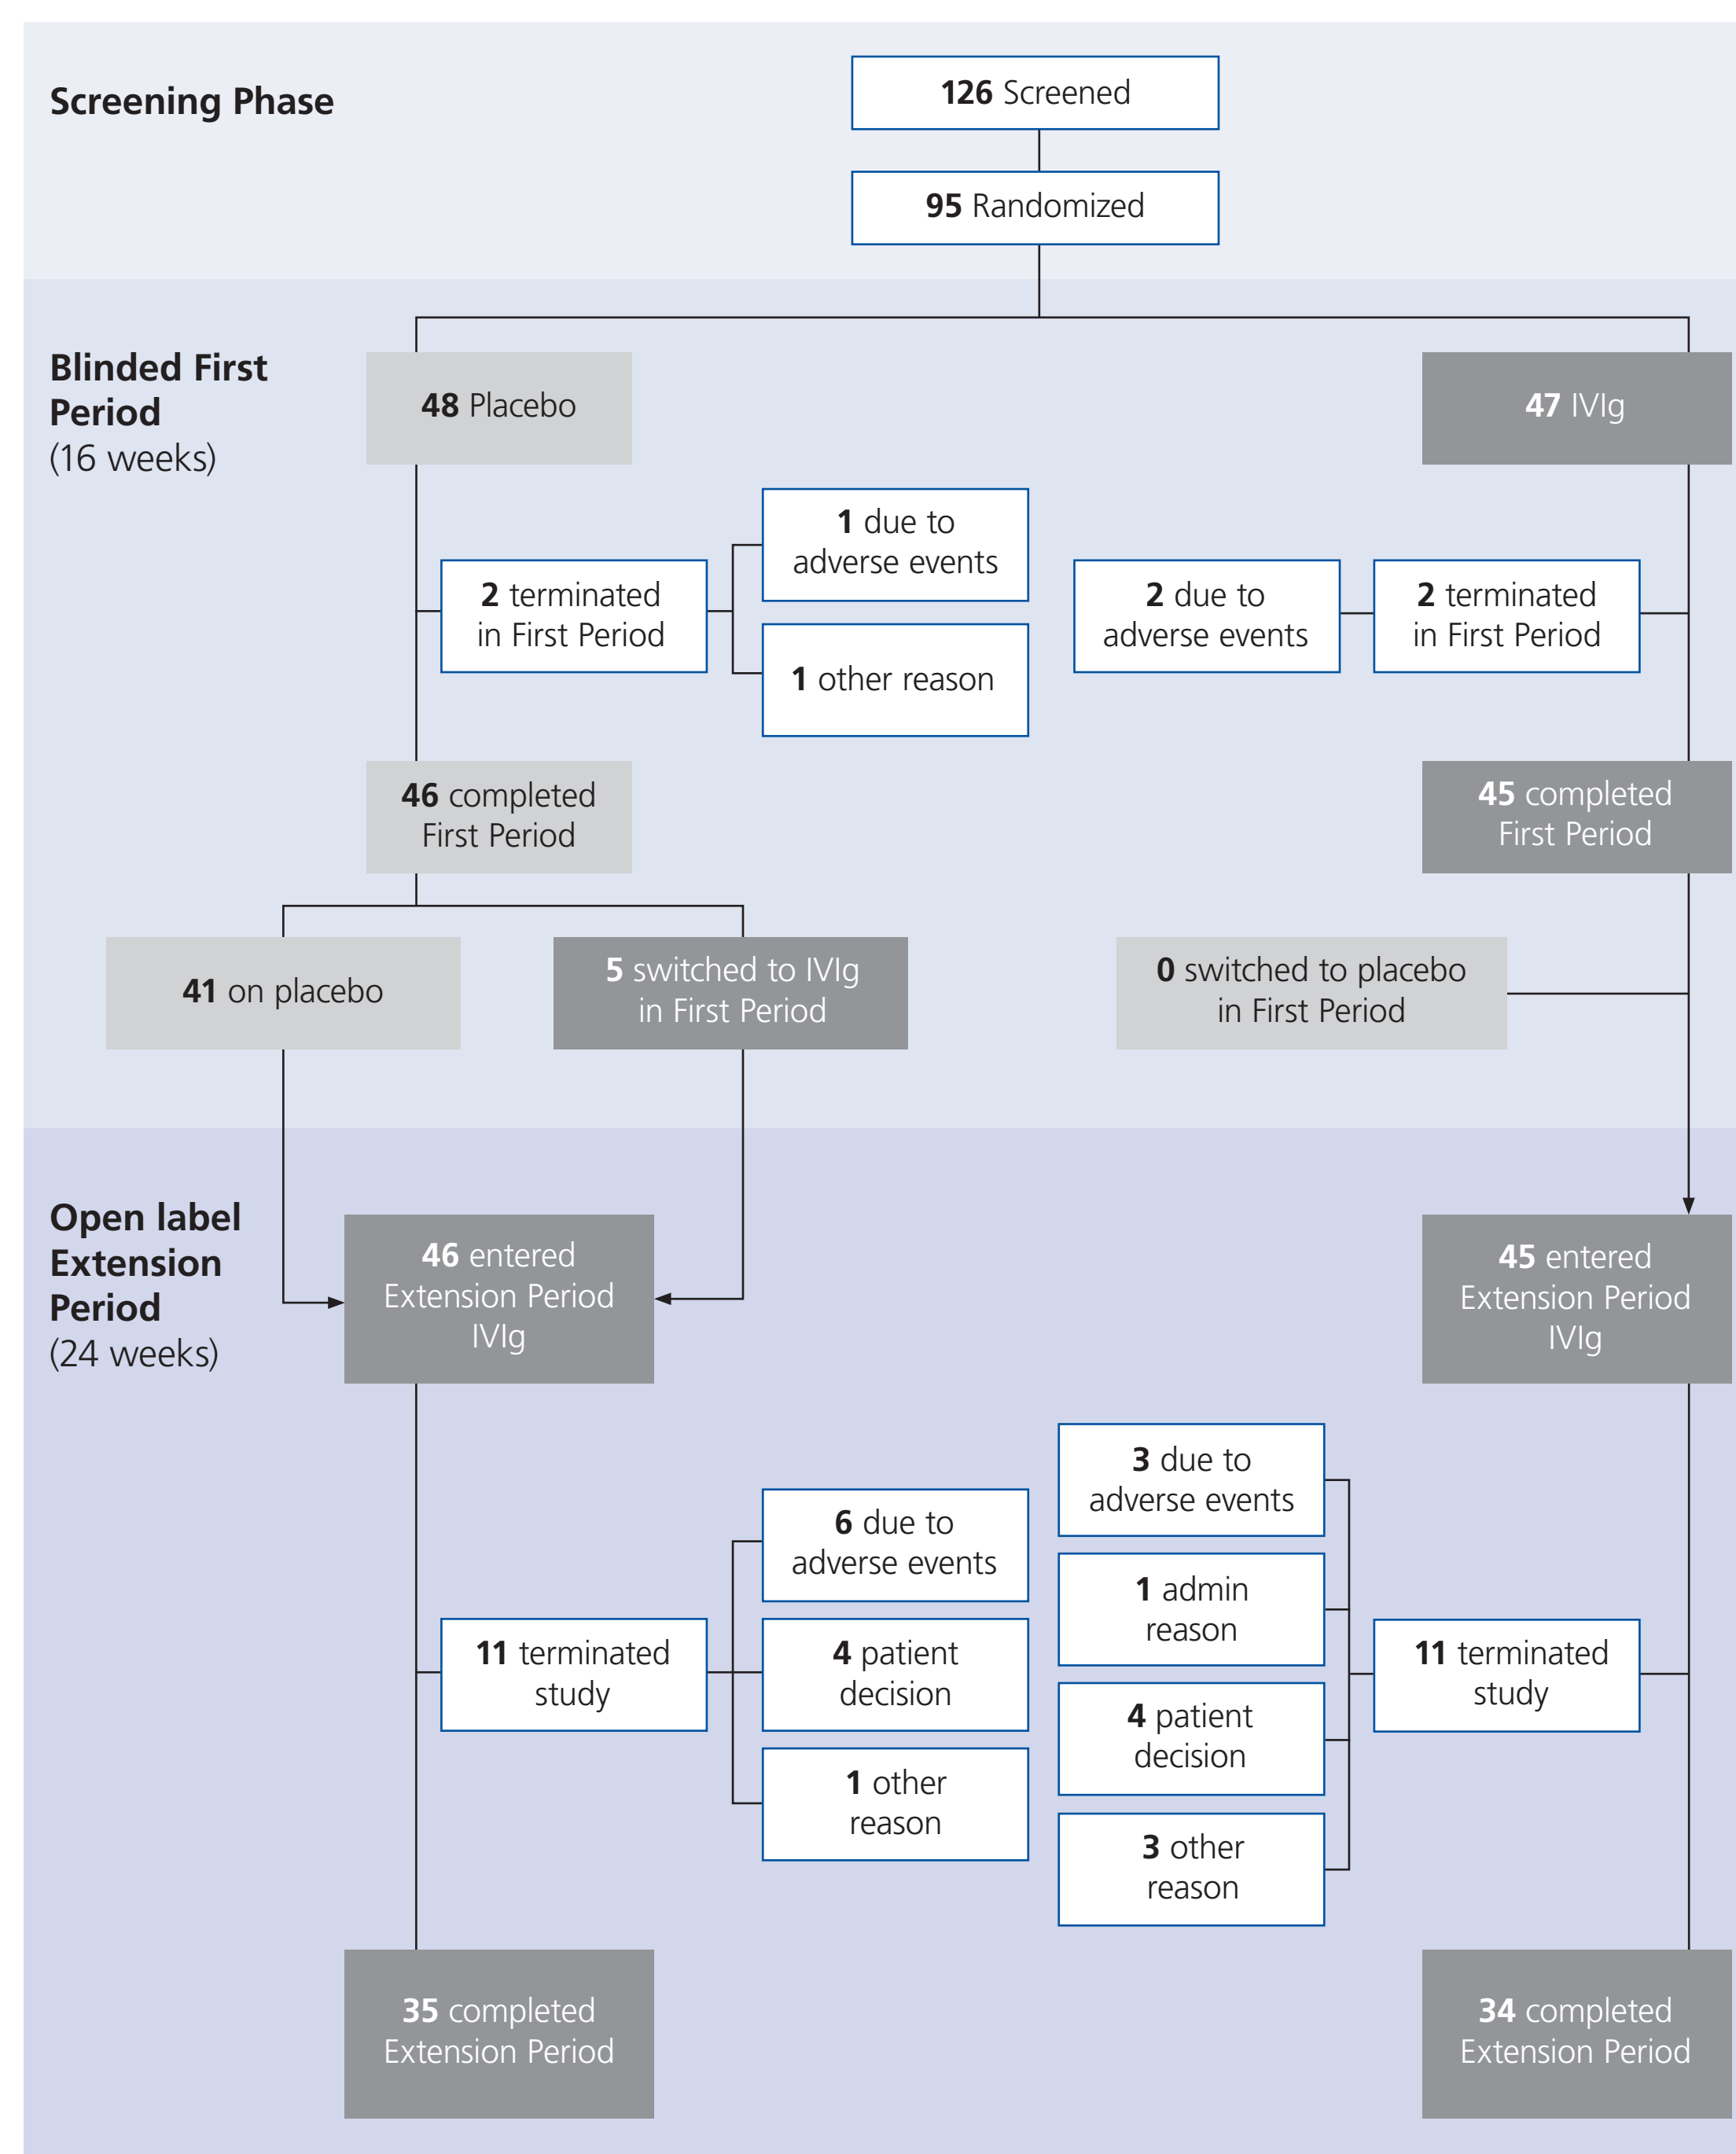 Screening Phase
126 Screened
95 Randomized
Blinded First
Period
(16 weeks)
48 Placebo
47 IVIg
1 due to
adverse events
2 terminated
in First Period
1 other reason
2 due to
adverse events
2 terminated
in First Period
46 completed
First Period
45 completed
First Period
41 on placebo
5 switched to IVIg
in First Period
0 switched to placebo
in First Period
Open label
Extension
Period
(24 weeks)
46 entered
Extension Period
IVIg
45 entered
Extension Period
IVIg
6 due to
adverse events
11 terminated
study
4 patient
decision
1 other
reason
3 due to
adverse events
1 admin
reason
4 patient
decision
3 other
reason
11 terminated
study
35 completed
Extension Period
34 completed
Extension Period